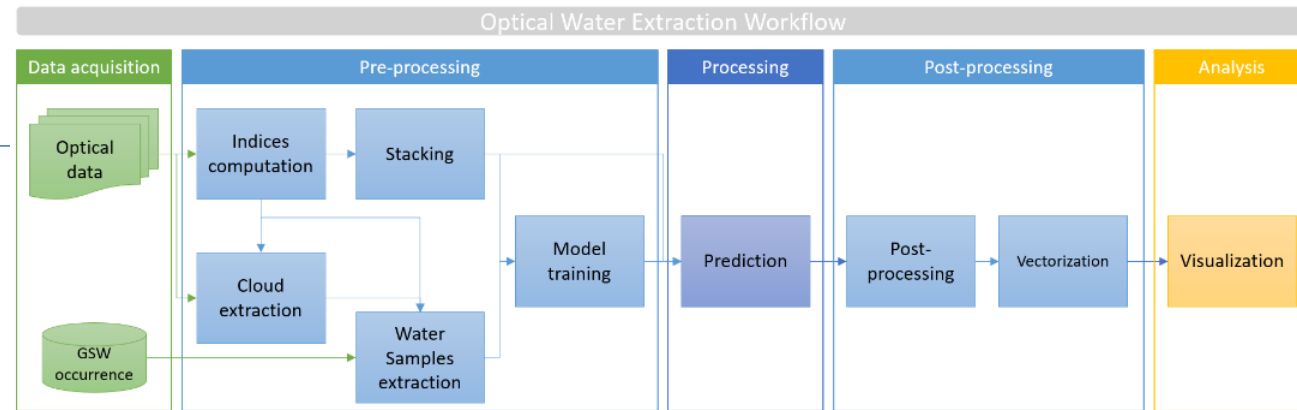 Optical Water Extraction Workflow
Data acquisition
Pre-processing
Processing
Post-processing
Analysis
Optical
data
Indices
computation
Stacking
Cloud
extraction
Model
training
Prediction
Post-
processing
Vectorization
Visualization
GSW
occurrence
Water
Samples
extraction